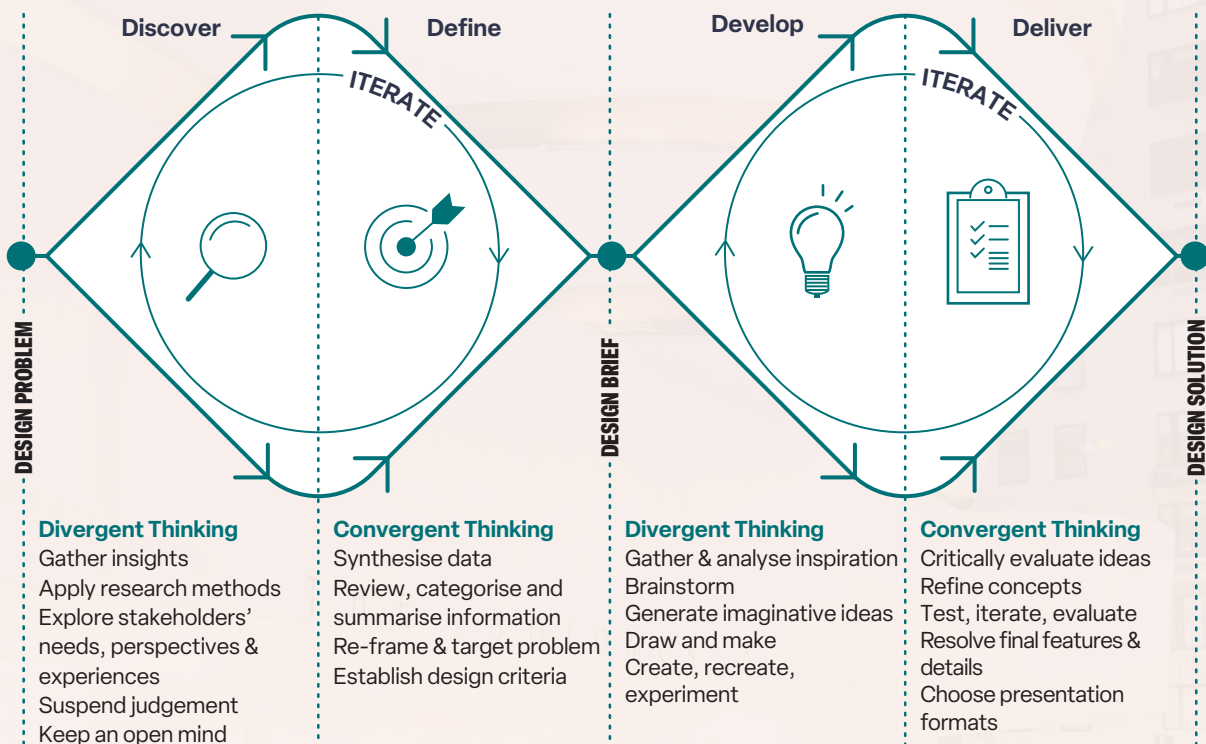 Discover
Define
Develop
Deliver
ITERATE
ITERATE
DESIGN PROBLEM
DESIGN BRIEF
DESIGN SOLUTION
Divergent Thinking
Gather insights
Apply research methods
Explore stakeholders’
needs, perspectives &
experiences
Suspend judgement
Keep an open mind
Convergent Thinking
Synthesise data
Review, categorise and
summarise information
Re-frame & target problem
Establish design criteria
Divergent Thinking
Gather & analyse inspiration
Brainstorm
Generate imaginative ideas
Draw and make
Create, recreate,
experiment
Convergent Thinking
Critically evaluate ideas
Refine concepts
Test, iterate, evaluate
Resolve final features &
details
Choose presentation
formats